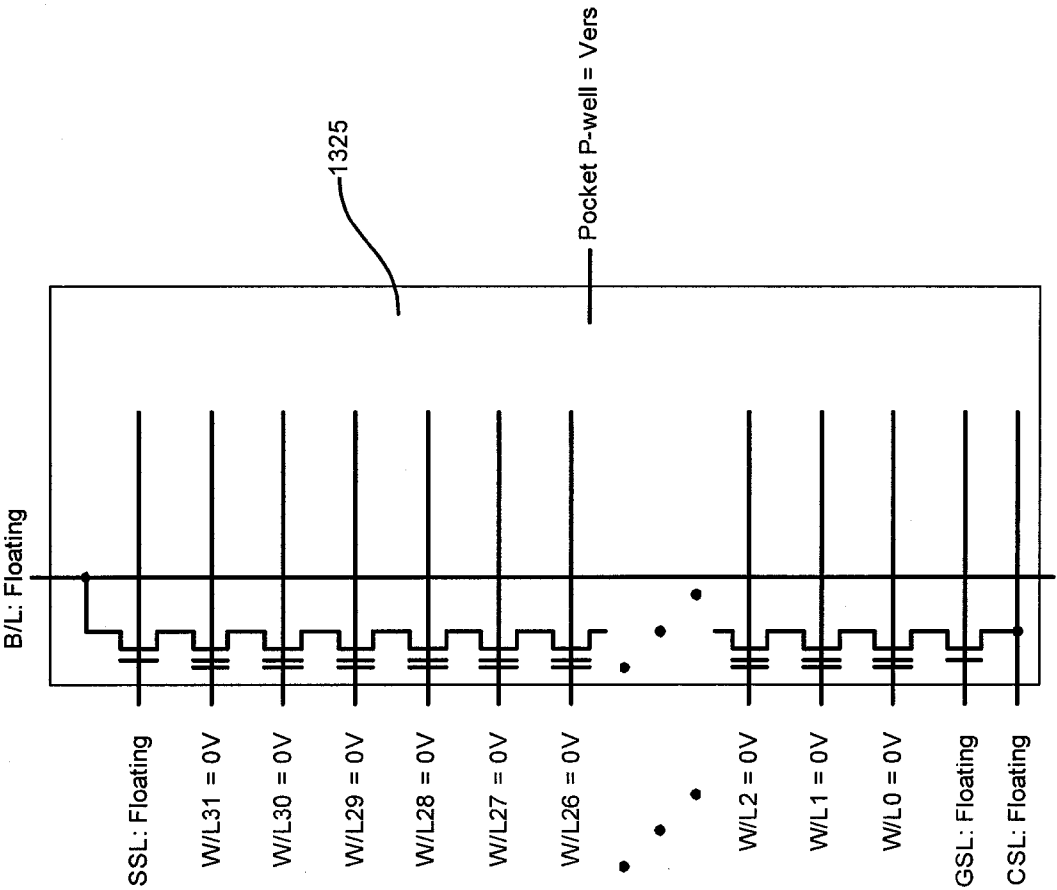 B/L: Floating
1325
Pocket P-well = Vers
SSL: Floating
W/L31 = 0V
W/L30 = 0V
W/L29 = 0V
W/L28 = 0V
W/L27 = 0V
W/L26 = 0V
W/L2 = 0V
W/L1 = 0V
W/L0 = 0V
GSL: Floating
CSL: Floating